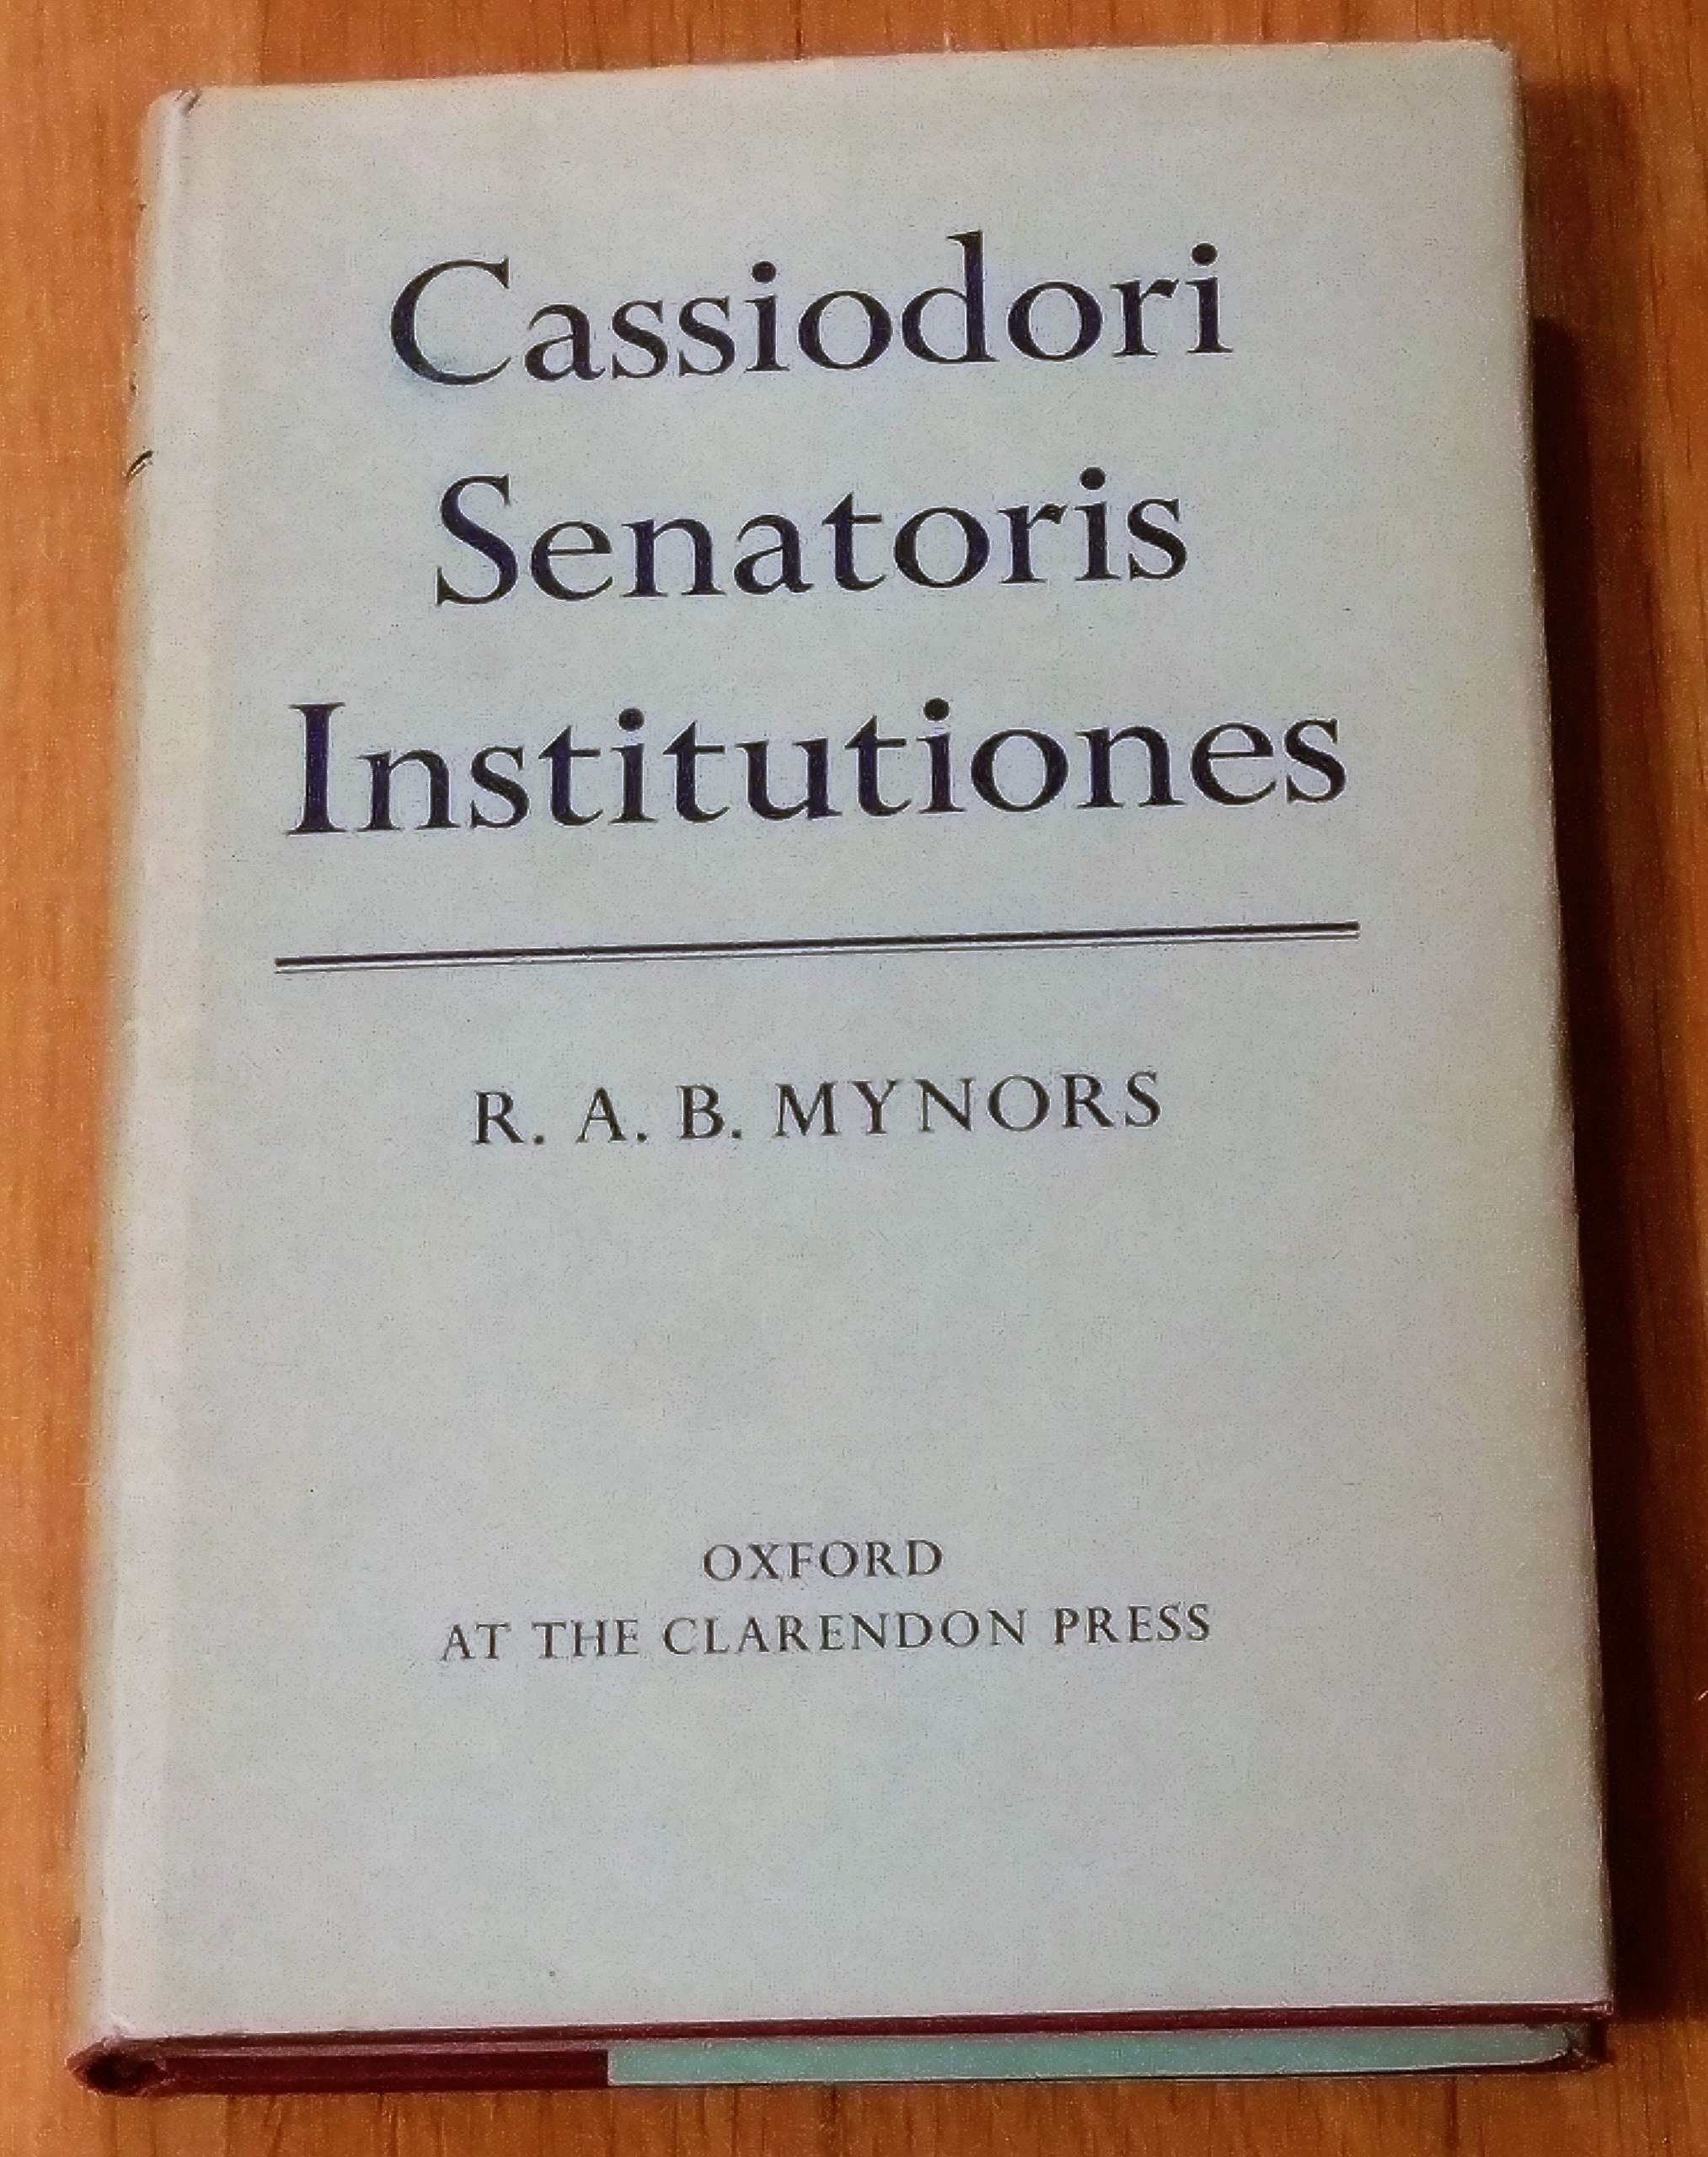 Cassiodori
Senatoris
Institutiones
R. A. B. MYNORS
OXFORD
AT THE CLARENDON PRESS